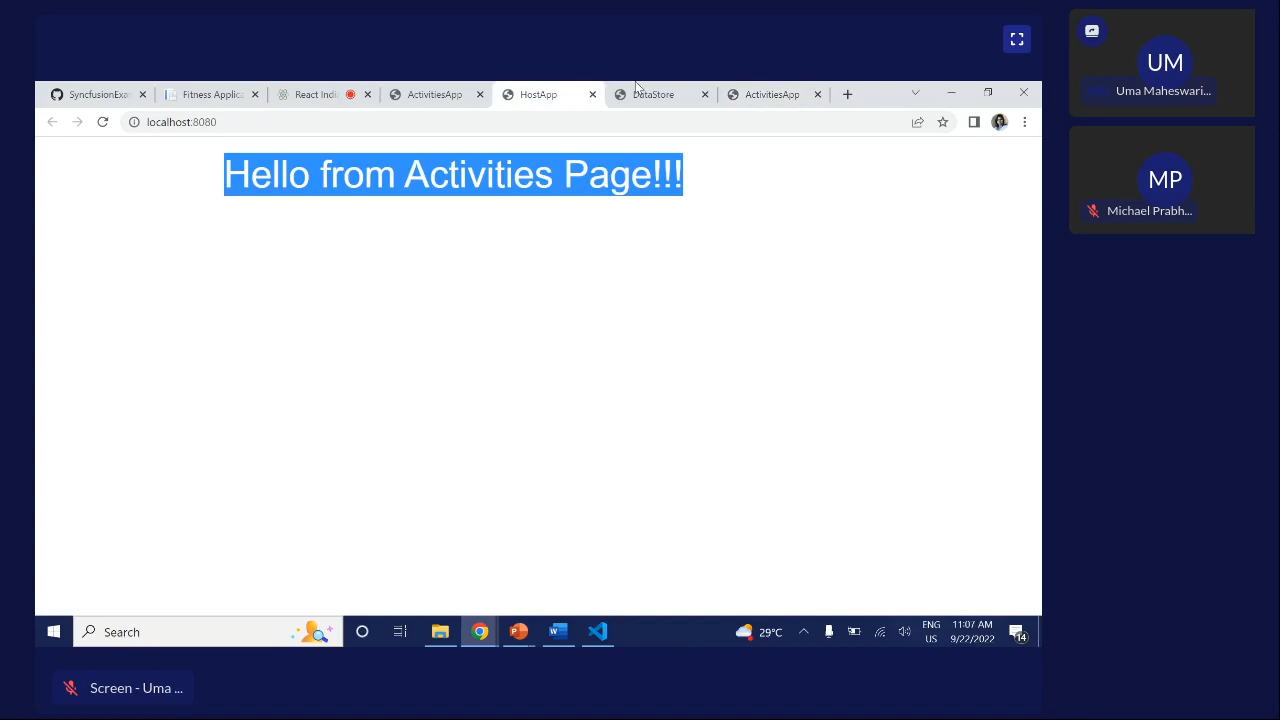 SyncfusionExa
Fitness Applica
React Indi
ActivitiesApp
HostApp
DataStore
ActivitiesApp
localhost:8080
Hello from Activities Page!!!
UM
Uma Maheswari...
MP
Michael Prabh...
Search
29°C
ENG
US
11:07 AM
9/22/2022
14
Screen - Uma ...